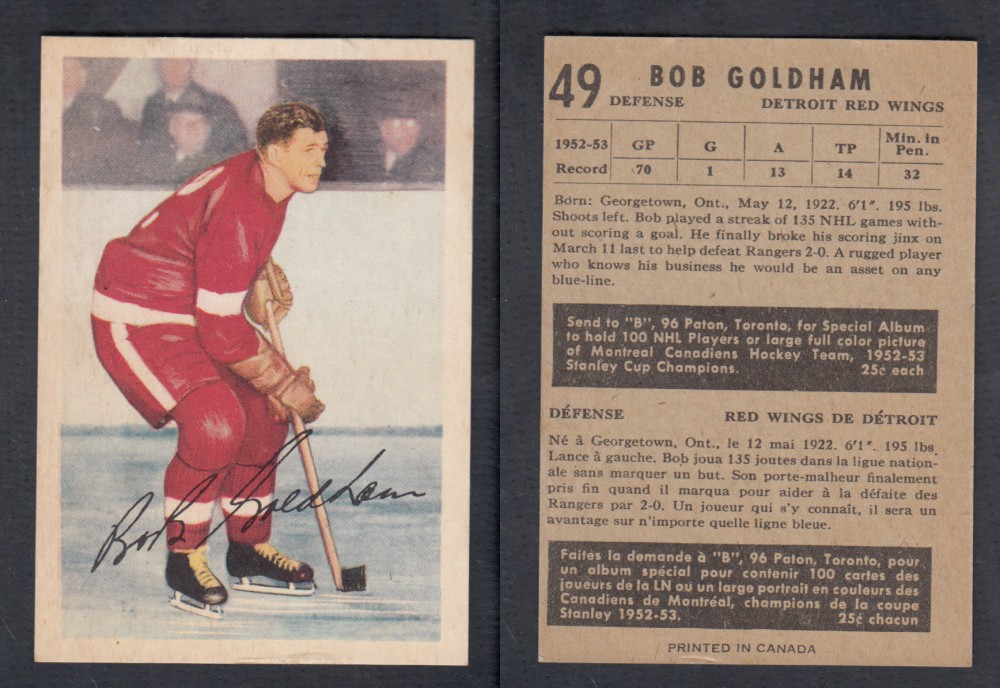 Bob Goldham
49 BOB GOLDHAM
DEFENSE DETROIT RED WINGS
1952-53 GP G A TP Min. in Pen.
Record 70 1 13 14 32
Born: Georgetown, Ont., May 12, 1922. 6'1". 195 lbs.
Shoots left. Bob played a streak of 135 NHL games with-
out scoring a goal. He finally broke his scoring jinx on
March 11 last to help defeat Rangers 2-0. A rugged player
who knows his business he would be an asset on any
blue-line.
Send to "B", 96 Paton, Toronto, for Special Album
to hold 100 NHL Players or large full color picture
of Montreal Canadiens Hockey Team, 1952-53
Stanley Cup Champions. 25¢ each
DÉFENSE RED WINGS DE DÉTROIT
Né à Georgetown, Ont., le 12 mai 1922. 6'1". 195 lbs.
Lance à gauche. Bob joua 135 joutes dans la ligue nation-
ale sans marquer un but. Son porte-malheur finalement
pris fin quand il marqua pour aider à la défaite des
Rangers par 2-0. Un joueur qui s'y connaît, il sera un
avantage sur n'importe quelle ligne bleue.
Faites la demande à "B", 96 Paton, Toronto, pour
un album spécial pour contenir 100 cartes des
joueurs de la LN ou un large portrait en couleurs des
Canadiens de Montréal, champions de la coupe
Stanley 1952-53. 25¢ chacun
PRINTED IN CANADA